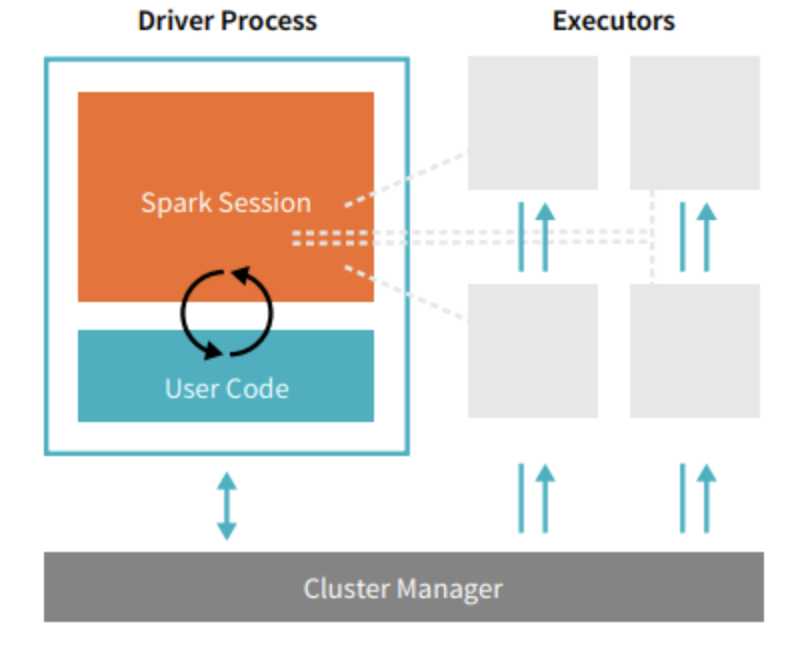 Driver Process
Executors
Spark Session
User Code
Cluster Manager